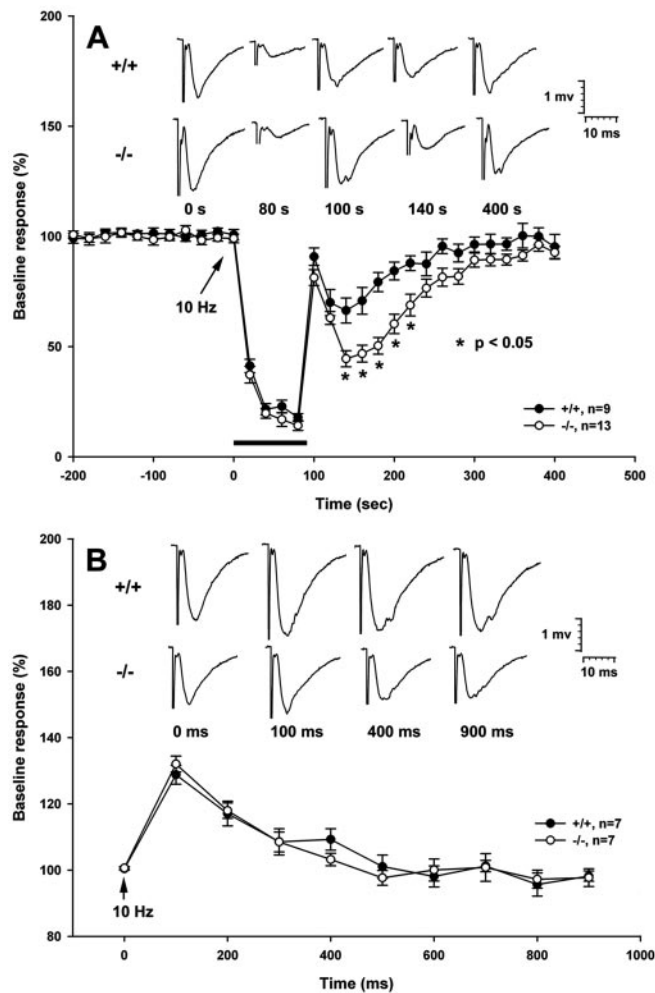 A
+/+
1 mv
10 ms
-/-
0 s 80 s 100 s 140 s 400 s
Baseline response (%)
200
150
100
50
0
10 Hz
* p < 0.05
* * * * *
+/+, n=9
-/-, n=13
-200 -100 0 100 200 300 400 500
Time (sec)
B
+/+
1 mv
10 ms
-/-
0 ms 100 ms 400 ms 900 ms
Baseline response (%)
200
180
160
140
120
100
80
+/+, n=7
-/-, n=7
10 Hz
0 200 400 600 800 1000
Time (ms)